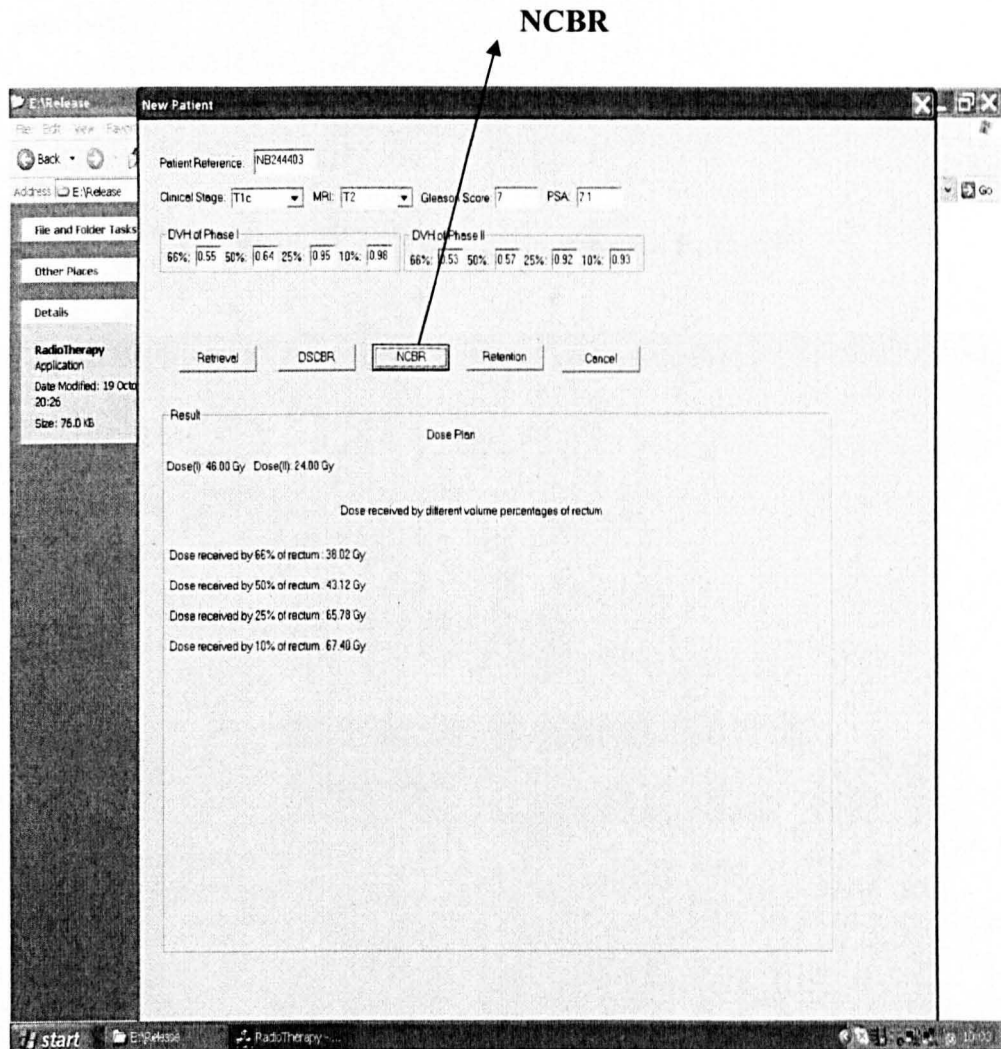 NCBR
E:\Release
New Patient
File Edit View Favor
Back
Patient Reference: INB244403
Address E:\Release
Go
Clinical Stage: T1c MRI: T2 Gleason Score: 7 PSA: 7.1
File and Folder Tasks
DVH of Phase I
DVH of Phase II
66%: 0.55 50%: 0.64 25%: 0.95 10%: 0.98
66%: 0.53 50%: 0.57 25%: 0.92 10%: 0.93
Other Places
Details
RadioTherapy
Application
Date Modified: 19 Octo
20:26
Size: 76.0 KB
Retrieval DSCBR NCBR Retention Cancel
Result
Dose Plan
Dose(I): 46.00 Gy Dose(II): 24.00 Gy
Dose received by different volume percentages of rectum
Dose received by 66% of rectum : 38.02 Gy
Dose received by 50% of rectum : 43.12 Gy
Dose received by 25% of rectum : 65.78 Gy
Dose received by 10% of rectum : 67.40 Gy
start E:\Release RadioTherapy -... 10:00